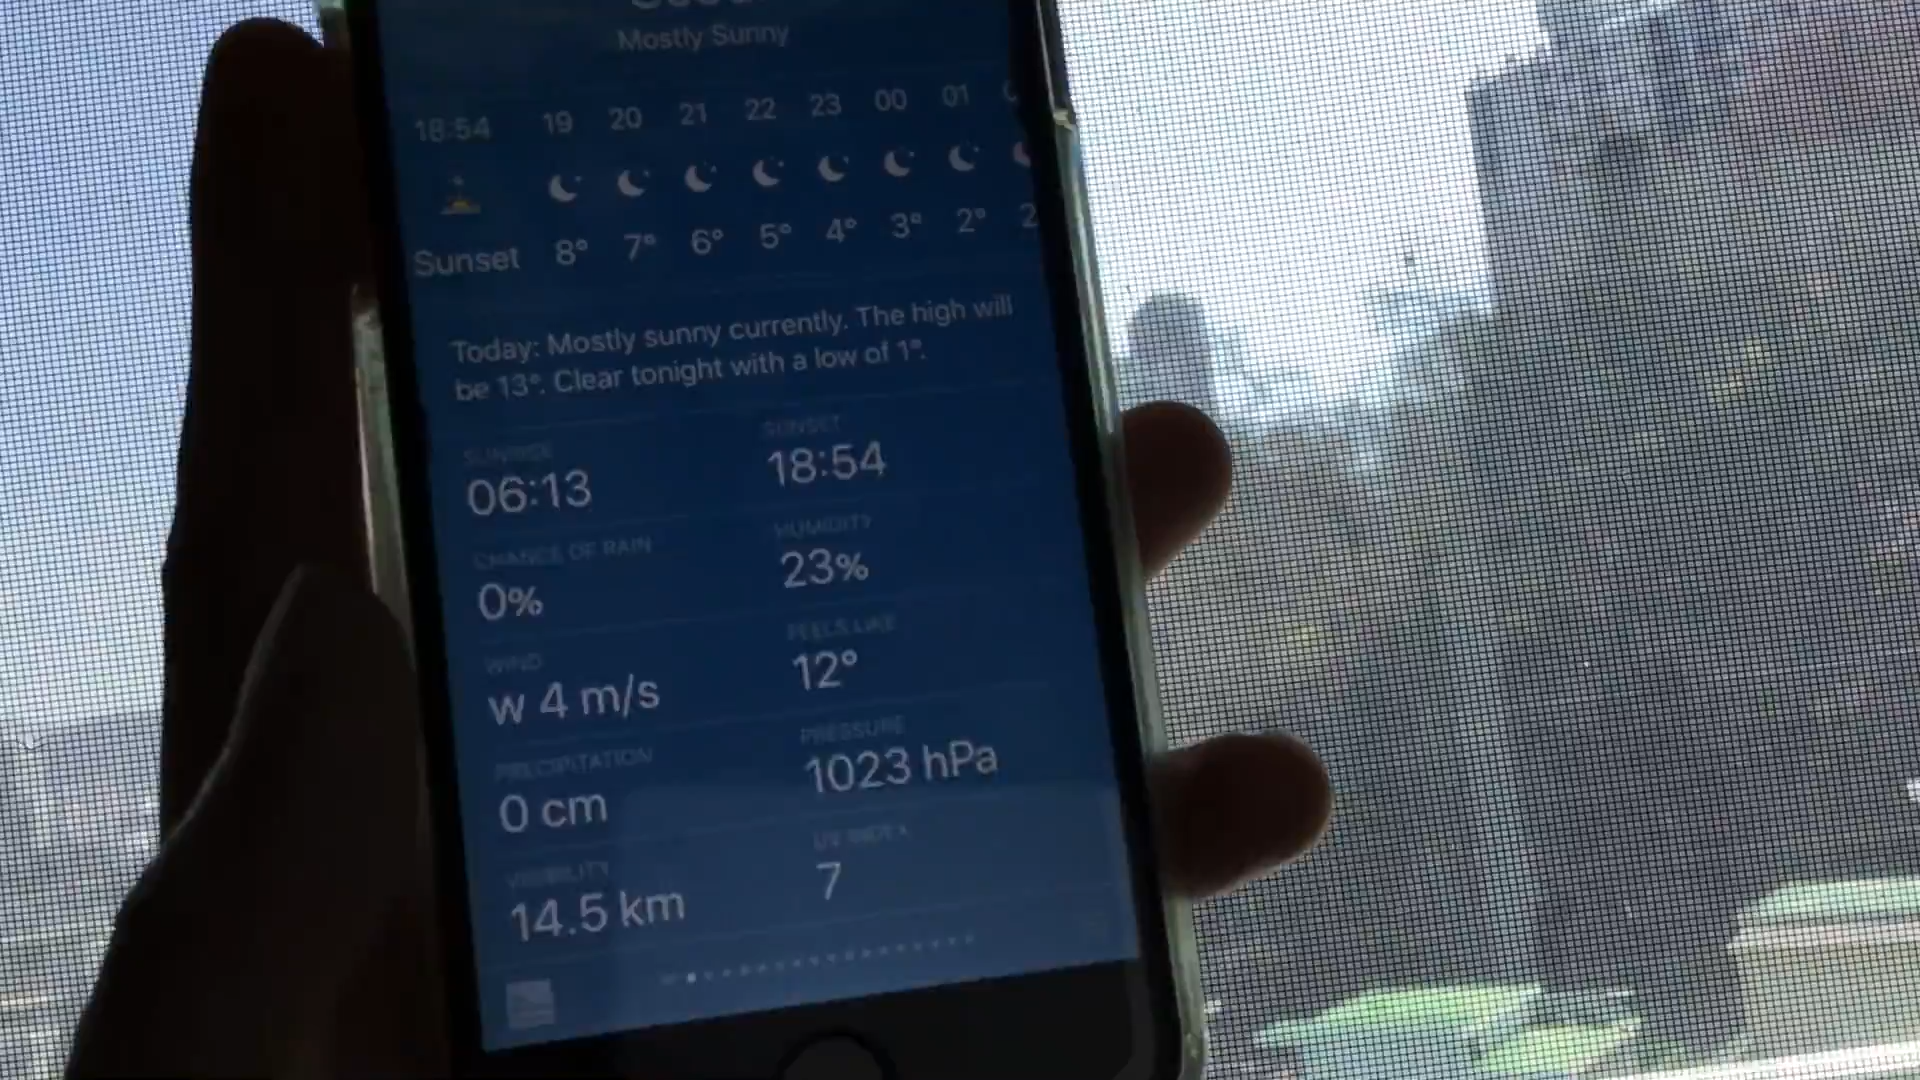 Mostly Sunny
18:54 19 20 21 22 23 00 01
Sunset 8° 7° 6° 5° 4° 3° 2° 2
Today: Mostly sunny currently. The high will
be 13°. Clear tonight with a low of 1°.
SUNRISE SUNSET
06:13 18:54
CHANCE OF RAIN HUMIDITY
0% 23%
WIND FEELS LIKE
w 4 m/s 12°
PRECIPITATION PRESSURE
0 cm 1023 hPa
VISIBILITY UV INDEX
14.5 km 7